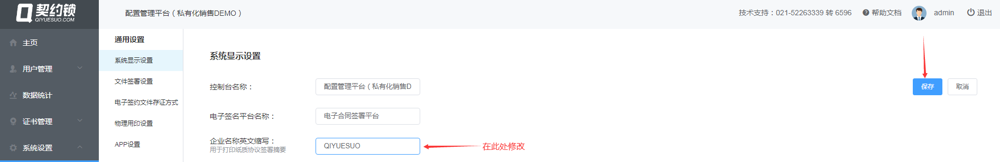 契约锁
QIYUESUO.COM
配置管理平台（私有化销售DEMO）
技术支持：021-52263339 转 6596
帮助文档
admin
退出
主页
用户管理
数据统计
证书管理
系统设置
通用设置
系统显示设置
文件签署设置
电子签约文件存证方式
物理用印设置
APP设置
系统显示设置
控制台名称：
配置管理平台（私有化销售D
保存
取消
电子签名平台名称：
电子合同签署平台
企业名称英文缩写：
用于打印纸质协议签署摘要
QIYUESUO
在此处修改